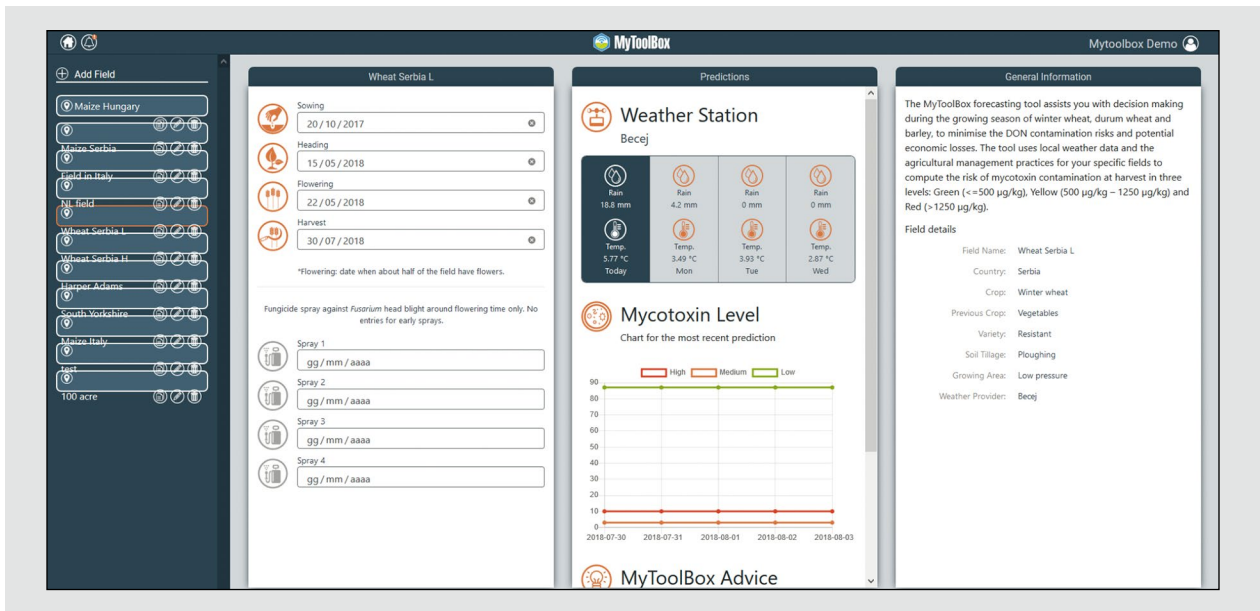 MyToolBox
Mytoolbox Demo
Add Field
Maize Hungary
Maize Serbia
Field in Italy
NL field
Wheat Serbia L
Wheat Serbia H
Harper Adams
South Yorkshire
Maize Italy
test
100 acre
Wheat Serbia L
Sowing
20 / 10 / 2017
Heading
15 / 05 / 2018
Flowering
22 / 05 / 2018
Harvest
30 / 07 / 2018
*Flowering: date when about half of the field have flowers.
Fungicide spray against Fusarium head blight around flowering time only. No
entries for early sprays.
Spray 1
gg / mm / aaaa
Spray 2
gg / mm / aaaa
Spray 3
gg / mm / aaaa
Spray 4
gg / mm / aaaa
Predictions
Weather Station
Becej
Rain Rain Rain Rain
18.8 mm 4.2 mm 0 mm 0 mm
Temp. Temp. Temp. Temp.
5.77 °C 3.49 °C 3.93 °C 2.87 °C
Today Mon Tue Wed
Mycotoxin Level
Chart for the most recent prediction
High Medium Low
90
80
70
60
50
40
30
20
10
0
2018-07-30 2018-07-31 2018-08-01 2018-08-02 2018-08-03
MyToolBox Advice
General Information
The MyToolBox forecasting tool assists you with decision making
during the growing season of winter wheat, durum wheat and
barley, to minimise the DON contamination risks and potential
economic losses. The tool uses local weather data and the
agricultural management practices for your specific fields to
compute the risk of mycotoxin contamination at harvest in three
levels: Green (<=500 µg/kg), Yellow (500 µg/kg – 1250 µg/kg) and
Red (>1250 µg/kg).
Field details
Field Name: Wheat Serbia L
Country: Serbia
Crop: Winter wheat
Previous Crop: Vegetables
Variety: Resistant
Soil Tillage: Ploughing
Growing Area: Low pressure
Weather Provider: Becej